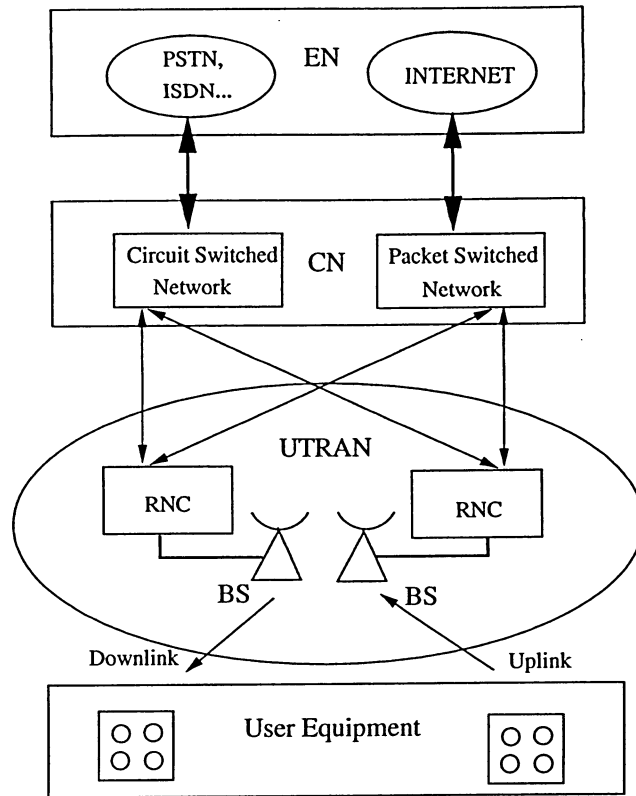 PSTN,
ISDN...
EN
INTERNET
Circuit Switched
Network
CN
Packet Switched
Network
UTRAN
RNC
RNC
BS
BS
Downlink
Uplink
User Equipment